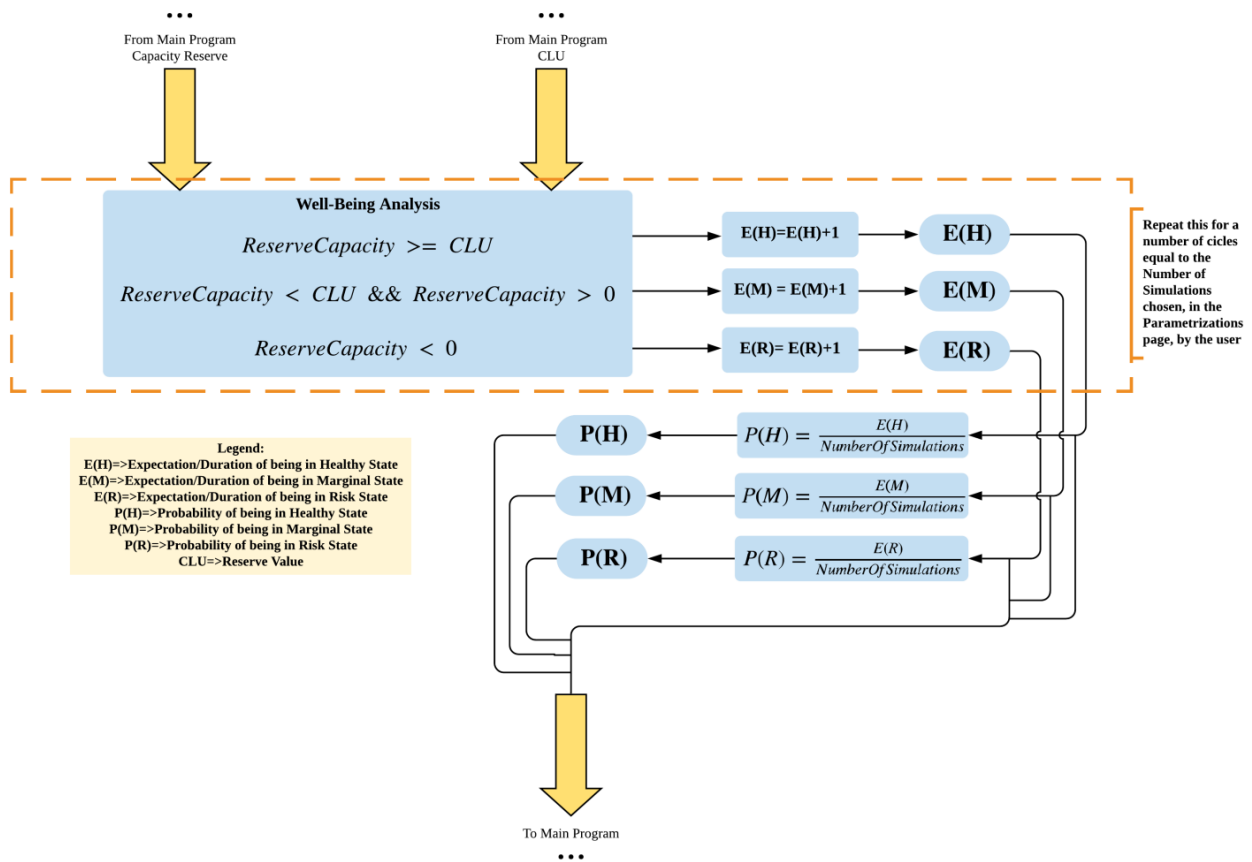 •••
From Main Program
Capacity Reserve
•••
From Main Program
CLU
Well-Being Analysis
ReserveCapacity >= CLU
ReserveCapacity < CLU && ReserveCapacity > 0
ReserveCapacity < 0
E(H)=E(H)+1
E(H)
E(M) = E(M)+1
E(M)
E(R)= E(R)+1
E(R)
Repeat this for a
number of cicles
equal to the
Number of
Simulations
chosen, in the
Parametrizations
page, by the user
P(H)
P(H) = E(H) / NumberOfSimulations
P(M)
P(M) = E(M) / NumberOfSimulations
P(R)
P(R) = E(R) / NumberOfSimulations
Legend:
E(H)=>Expectation/Duration of being in Healthy State
E(M)=>Expectation/Duration of being in Marginal State
E(R)=>Expectation/Duration of being in Risk State
P(H)=>Probability of being in Healthy State
P(M)=>Probability of being in Marginal State
P(R)=>Probability of being in Risk State
CLU=>Reserve Value
To Main Program
•••